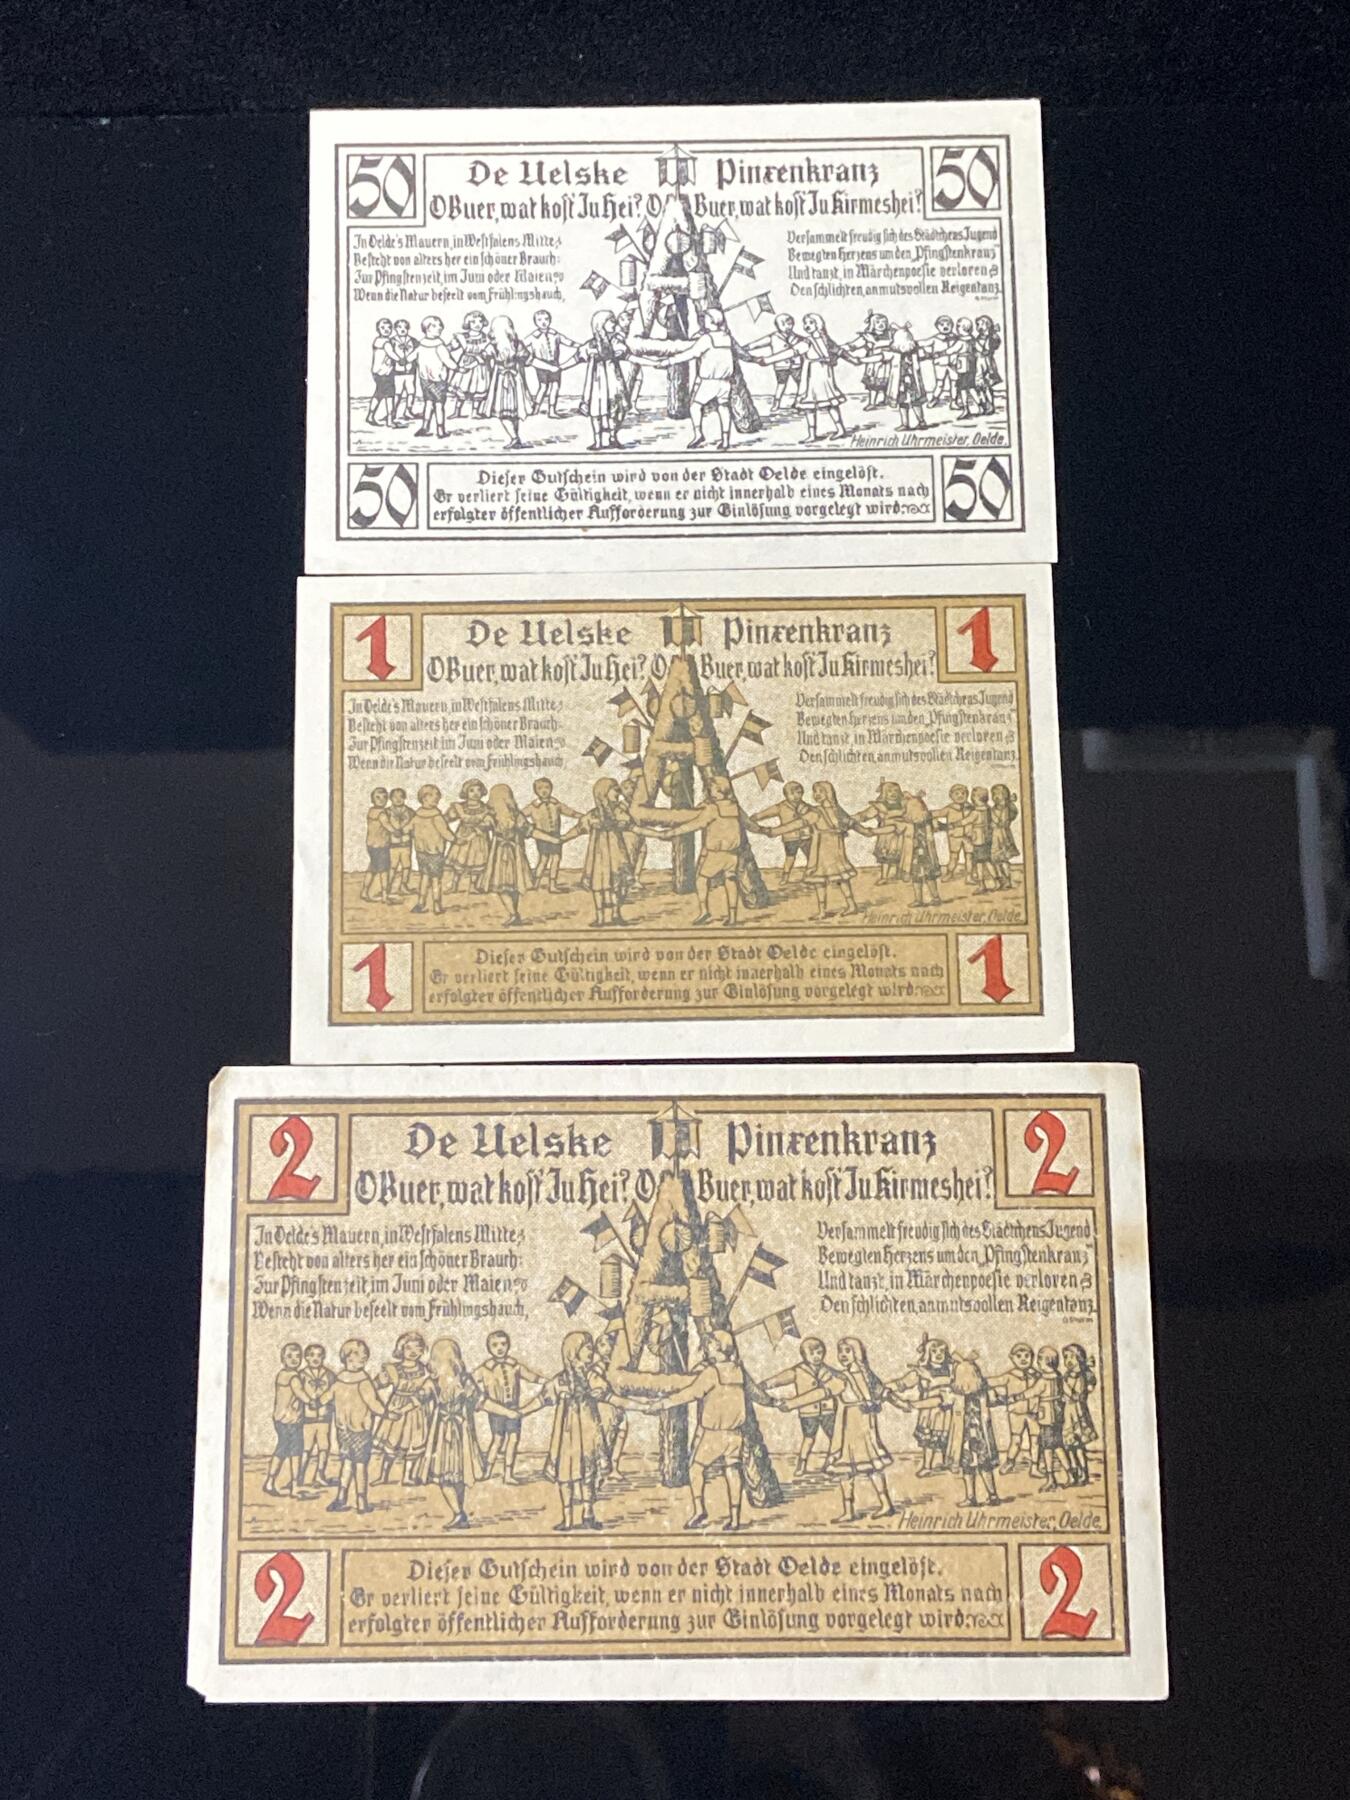 50 De Uelske Pinxenkranz 50
O Buer, wat kost Ju Hei? O Buer, wat kost Ju Kirmeshei?
In Oelde's Mauern, in Westfalens Mitte,
Besteht von alters her ein schöner Brauch:
Zur Pfingstenzeit, im Juni oder Maien,
Wenn die Natur beseelt vom Frühlingshauch,
Versammelt freudig sich des Städtchens Jugend
Bewegten Herzens um den „Pfingstenkranz"
Und tanzt, in Märchenpoesie verloren
Den schlichten, anmutsvollen Reigentanz.
Heinrich Uhrmeister, Oelde.
50 50
Dieser Gutschein wird von der Stadt Oelde eingelöst.
Er verliert seine Gültigkeit, wenn er nicht innerhalb eines Monats nach
erfolgter öffentlicher Aufforderung zur Einlösung vorgelegt wird.
1 De Uelske Pinxenkranz 1
O Buer, wat kost Ju Hei? O Buer, wat kost Ju Kirmeshei?
In Oelde's Mauern, in Westfalens Mitte,
Besteht von alters her ein schöner Brauch:
Zur Pfingstenzeit im Juni oder Maien
Wenn die Natur beseelt vom Frühlingshauch,
Versammelt freudig sich des Städtchens Jugend
Bewegten Herzens um den „Pfingstenkranz"
Und tanzt, in Märchenpoesie verloren
Den schlichten, anmutsvollen Reigentanz.
Heinrich Uhrmeister, Oelde.
1 1
Dieser Gutschein wird von der Stadt Oelde eingelöst.
Er verliert seine Gültigkeit, wenn er nicht innerhalb eines Monats nach
erfolgter öffentlicher Aufforderung zur Einlösung vorgelegt wird.
2 De Uelske Pinxenkranz 2
O Buer, wat kost Ju Hei? O Buer, wat kost Ju Kirmeshei?
In Oelde's Mauern, in Westfalens Mitte,
Besteht von alters her ein schöner Brauch:
Zur Pfingstenzeit, im Juni oder Maien
Wenn die Natur beseelt vom Frühlingshauch,
Versammelt freudig sich des Städtchens Jugend
Bewegten Herzens um den „Pfingstenkranz"
Und tanzt, in Märchenpoesie verloren
Den schlichten, anmutsvollen Reigentanz.
Heinrich Uhrmeister, Oelde.
2 2
Dieser Gutschein wird von der Stadt Oelde eingelöst.
Er verliert seine Gültigkeit, wenn er nicht innerhalb eines Monats nach
erfolgter öffentlicher Aufforderung zur Einlösung vorgelegt wird.